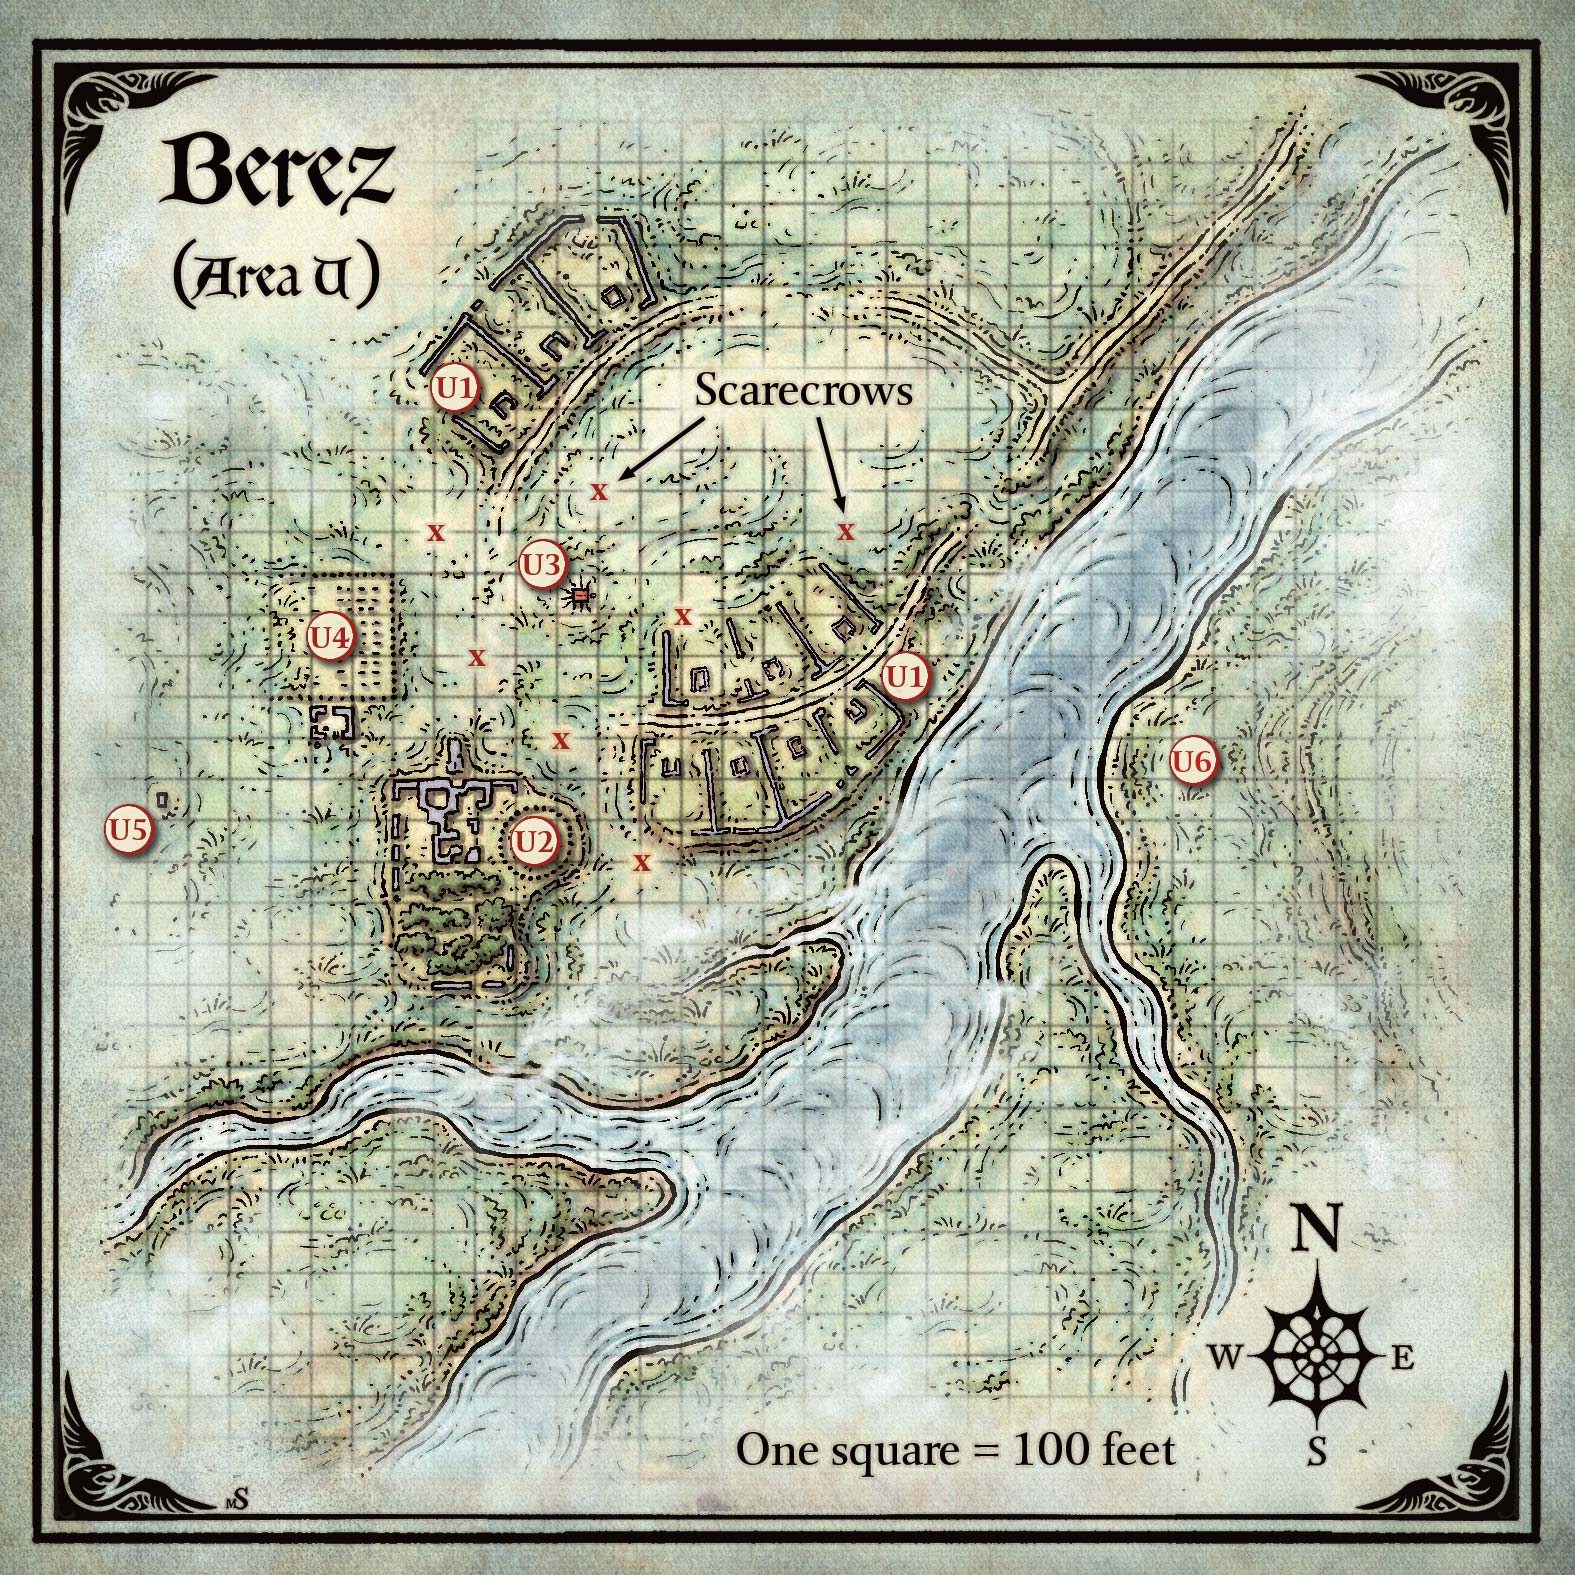 Berez
(Area U)
U1
Scarecrows
x
x
x
U3
x
U4
x
U1
x
U6
U5
U2
x
N
W
E
S
One square = 100 feet
MS